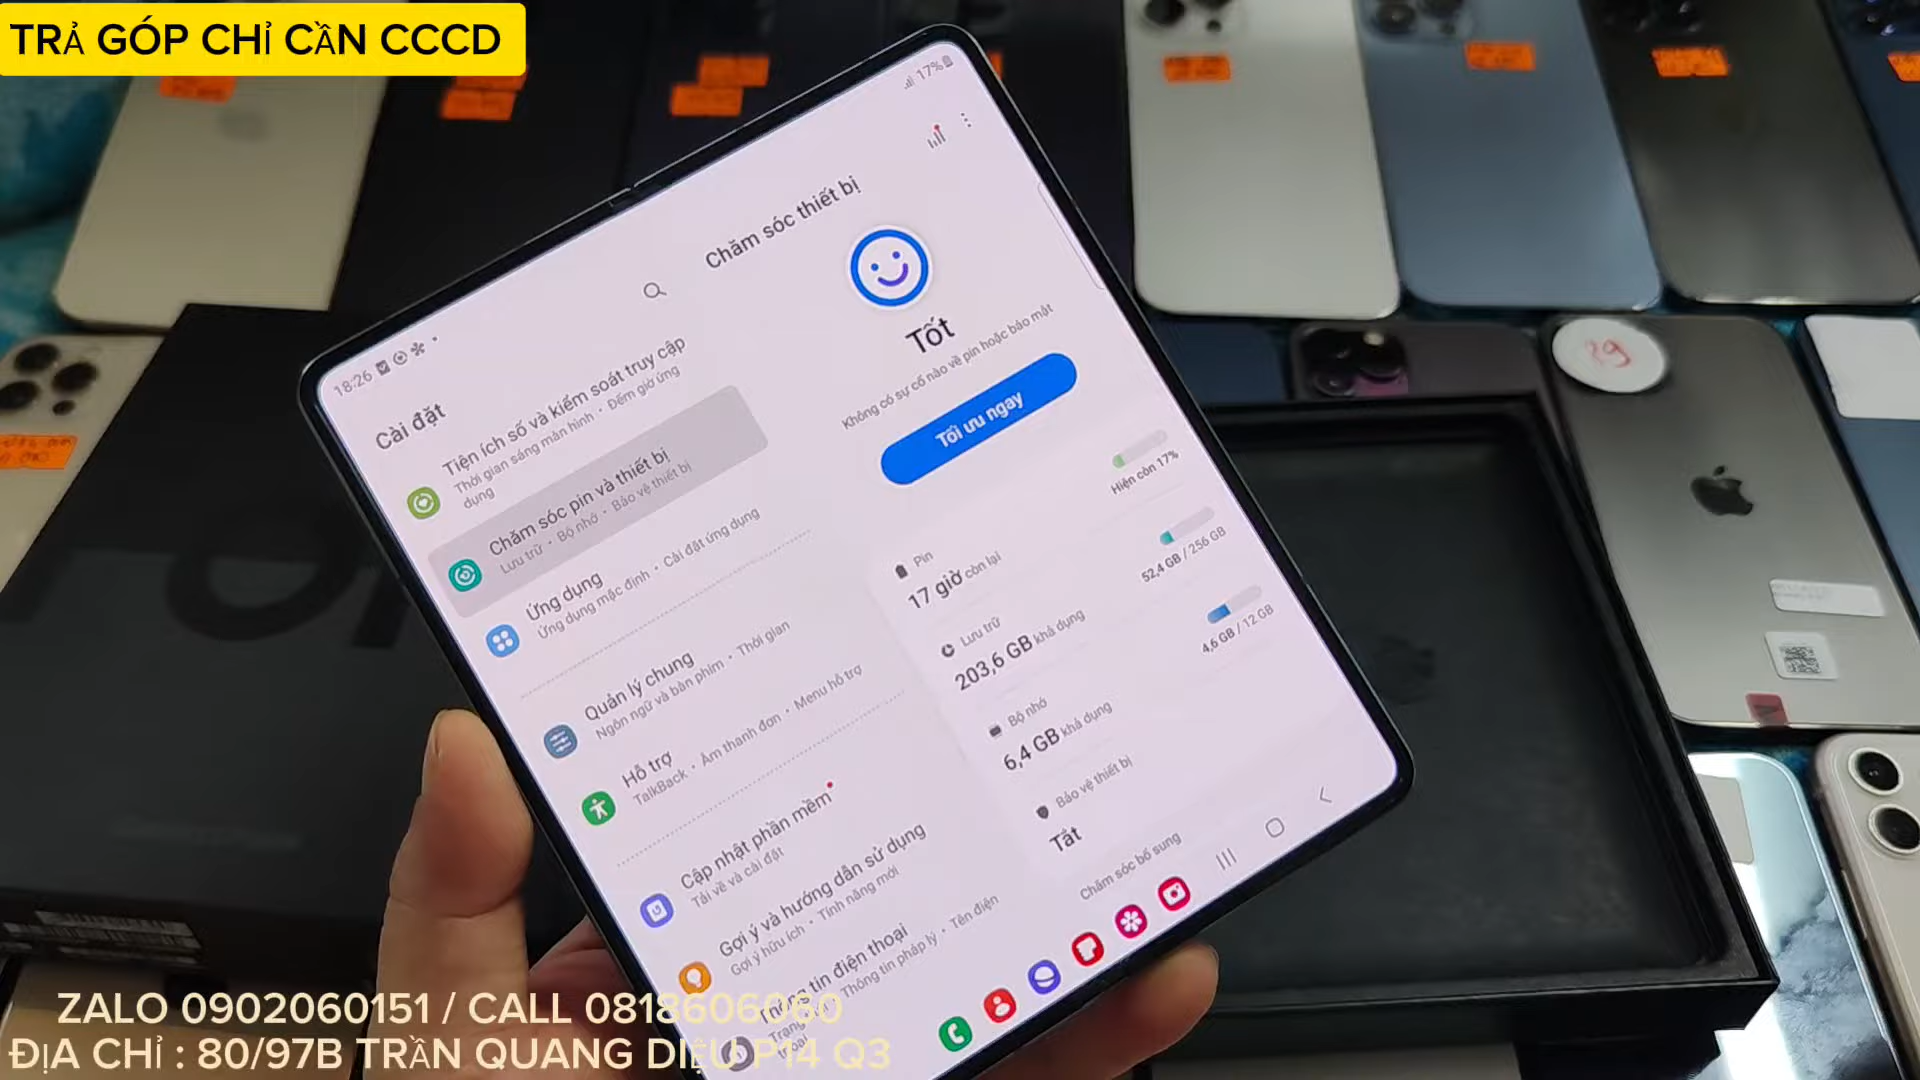 TRẢ GÓP CHỈ CẦN CCCD
18:26
17%
Cài đặt
Tiện ích số và kiểm soát truy cập
Thời gian sáng màn hình • Đếm giờ ứng
dụng
Chăm sóc pin và thiết bị
Lưu trữ • Bộ nhớ • Bảo vệ thiết bị
Ứng dụng
Ứng dụng mặc định • Cài đặt ứng dụng
Quản lý chung
Ngôn ngữ và bàn phím • Thời gian
Hỗ trợ
TalkBack • Âm thanh đơn • Menu hỗ trợ
Cập nhật phần mềm
Tải về và cài đặt
Gợi ý và hướng dẫn sử dụng
Gợi ý hữu ích • Tính năng mới
Thông tin điện thoại
Thông tin pháp lý • Tên điện
thoại
Chăm sóc thiết bị
Tốt
Không có sự cố nào về pin hoặc bảo mật
Tối ưu ngay
Pin
17 giờ còn lại
Hiện còn 17%
Lưu trữ
203,6 GB khả dụng
52,4 GB / 256 GB
Bộ nhớ
6,4 GB khả dụng
4,6 GB / 12 GB
Bảo vệ thiết bị
Tắt
Chăm sóc bổ sung
29
ZALO 0902060151 / CALL 0818606060
ĐỊA CHỈ : 80/97B TRẦN QUANG DIỆU P14 Q3